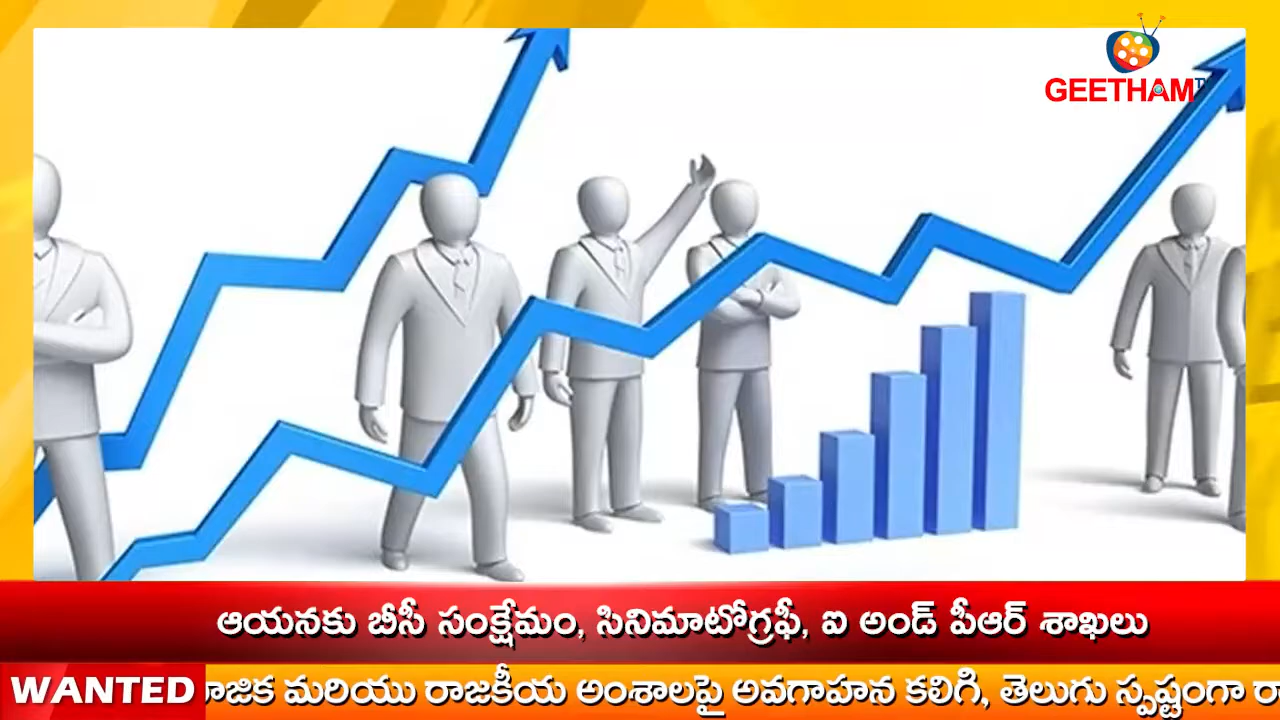 GEETHAM
ఆయనకు బీసీ సంక్షేమం, సినిమాటోగ్రఫీ, ఐ అండ్ పీఆర్ శాఖలు
WANTED
మరియు రాజకీయ అంశాలపై అవగాహన కలిగి, తెలుగు స్పష్టంగా